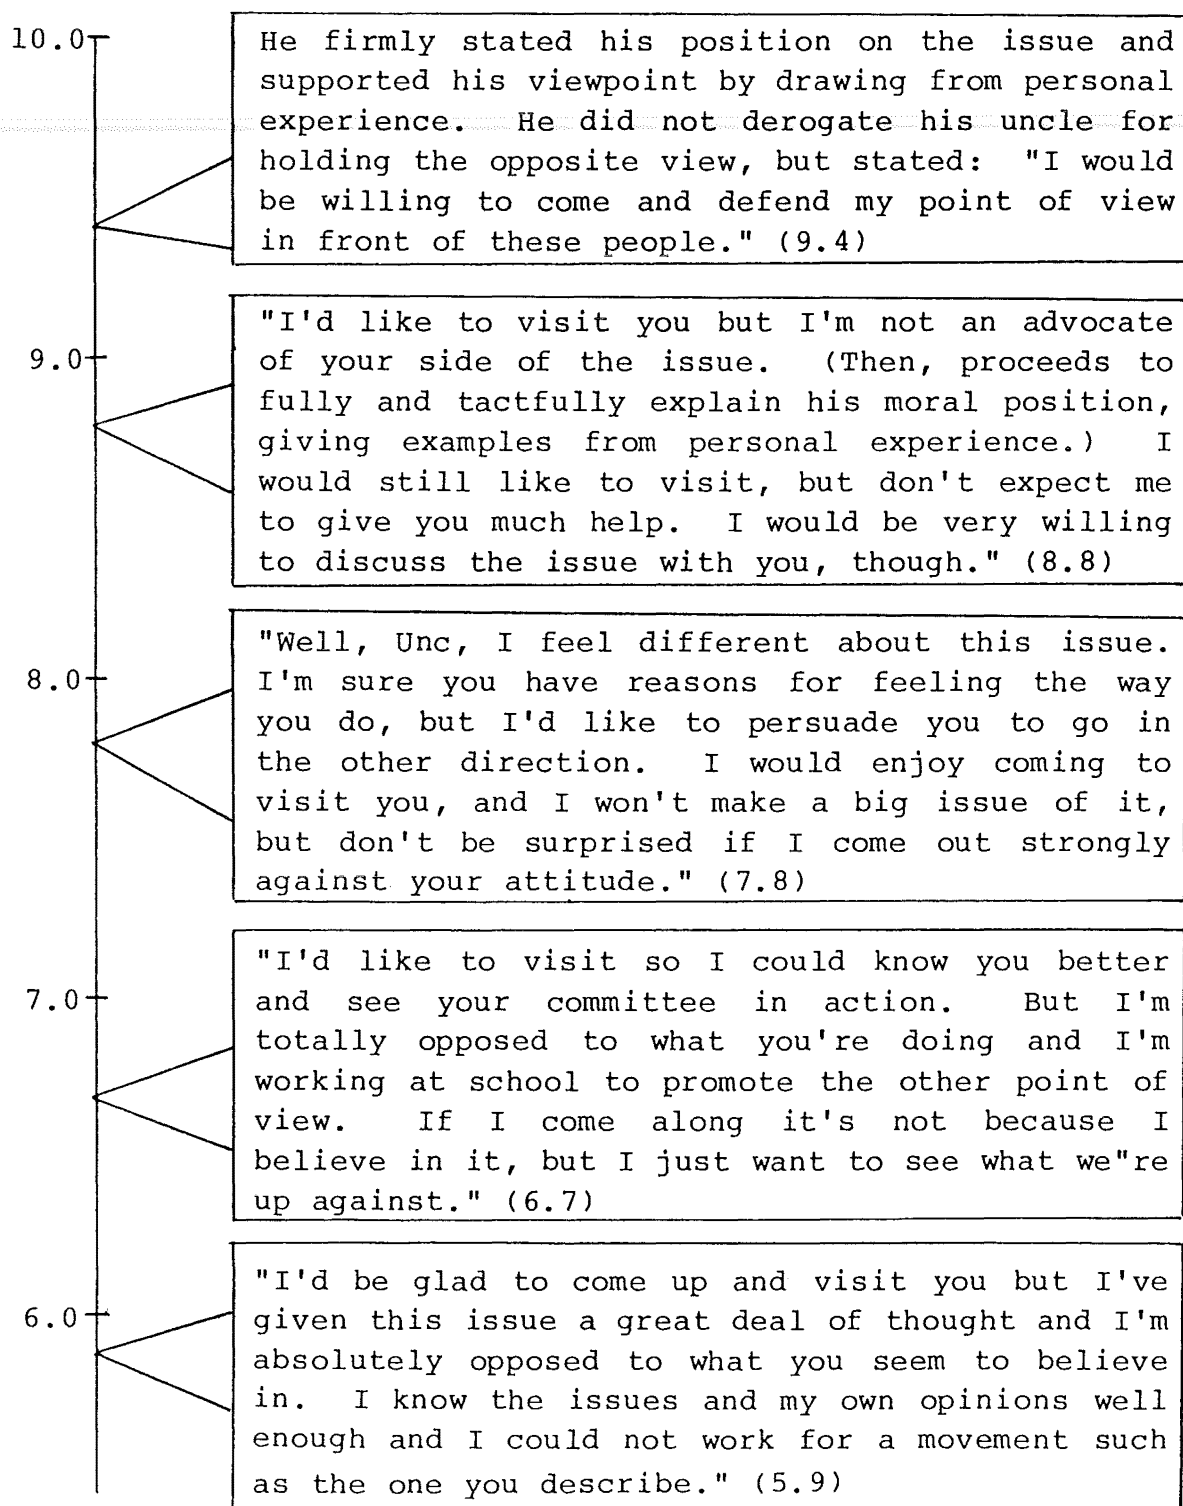 10.0
He firmly stated his position on the issue and
supported his viewpoint by drawing from personal
experience. He did not derogate his uncle for
holding the opposite view, but stated: "I would
be willing to come and defend my point of view
in front of these people." (9.4)
"I'd like to visit you but I'm not an advocate
9.0
of your side of the issue. (Then, proceeds to
fully and tactfully explain his moral position,
giving examples from personal experience.) I
would still like to visit, but don't expect me
to give you much help. I would be very willing
to discuss the issue with you, though." (8.8)
"Well, Unc, I feel different about this issue.
8.0
I'm sure you have reasons for feeling the way
you do, but I'd like to persuade you to go in
the other direction. I would enjoy coming to
visit you, and I won't make a big issue of it,
but don't be surprised if I come out strongly
against your attitude." (7.8)
"I'd like to visit so I could know you better
7.0
and see your committee in action. But I'm
totally opposed to what you're doing and I'm
working at school to promote the other point of
view. If I come along it's not because I
believe in it, but I just want to see what we"re
up against." (6.7)
"I'd be glad to come up and visit you but I've
6.0
given this issue a great deal of thought and I'm
absolutely opposed to what you seem to believe
in. I know the issues and my own opinions well
enough and I could not work for a movement such
as the one you describe." (5.9)